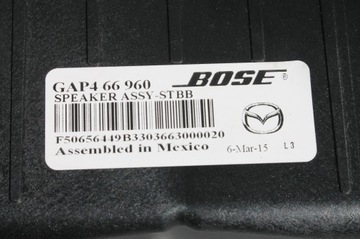 GAP4 66 960 BOSE ®
SPEAKER ASSY-STBB
F50656449B3303663000020
Assembled in Mexico 6-Mar-15 L3